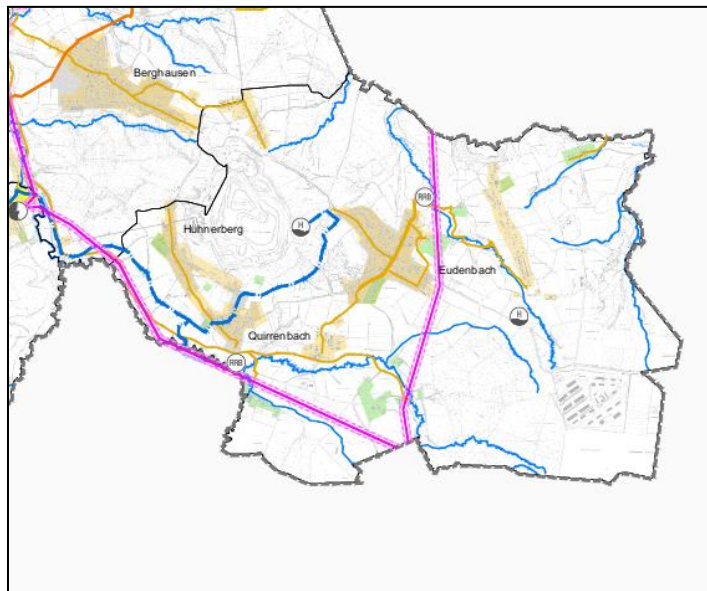 Berghausen
RRB
H
Hühnerberg
Eudenbach
H
Quirrenbach
RRB